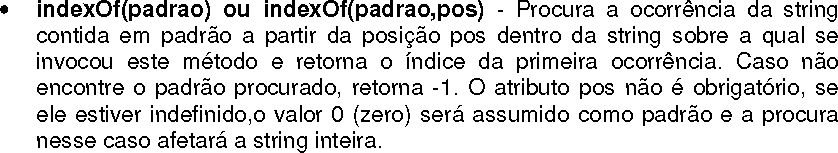 • indexOf(padrao) ou indexOf(padrao,pos) - Procura a ocorrência da string
contida em padrão a partir da posição pos dentro da string sobre a qual se
invocou este método e retorna o índice da primeira ocorrência. Caso não
encontre o padrão procurado, retorna -1. O atributo pos não é obrigatório, se
ele estiver indefinido,o valor 0 (zero) será assumido como padrão e a procura
nesse caso afetará a string inteira.